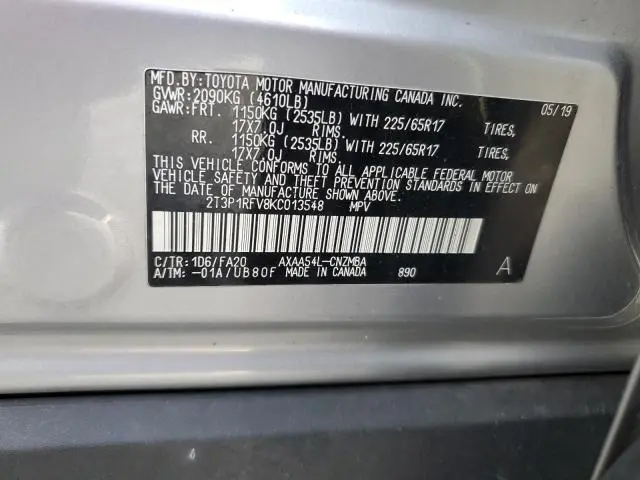 MFD.BY:TOYOTA MOTOR MANUFACTURING CANADA INC.
GVWR:2090KG (4610LB) 05/19
GAWR:FRT. 1150KG (2535LB) WITH 225/65R17 TIRES,
17X7.0J RIMS.
RR. 1150KG (2535LB) WITH 225/65R17 TIRES,
17X7.0J RIMS.
THIS VEHICLE CONFORMS TO ALL APPLICABLE FEDERAL MOTOR
VEHICLE SAFETY AND THEFT PREVENTION STANDARDS IN EFFECT
ON THE DATE OF MANUFACTURE SHOWN ABOVE.
2T3P1RFV8KC013548 MPV
C/TR:1D6/FA20 AXAA54L-CNZMBA
A/TM: -01A/UB80F MADE IN CANADA 890 A